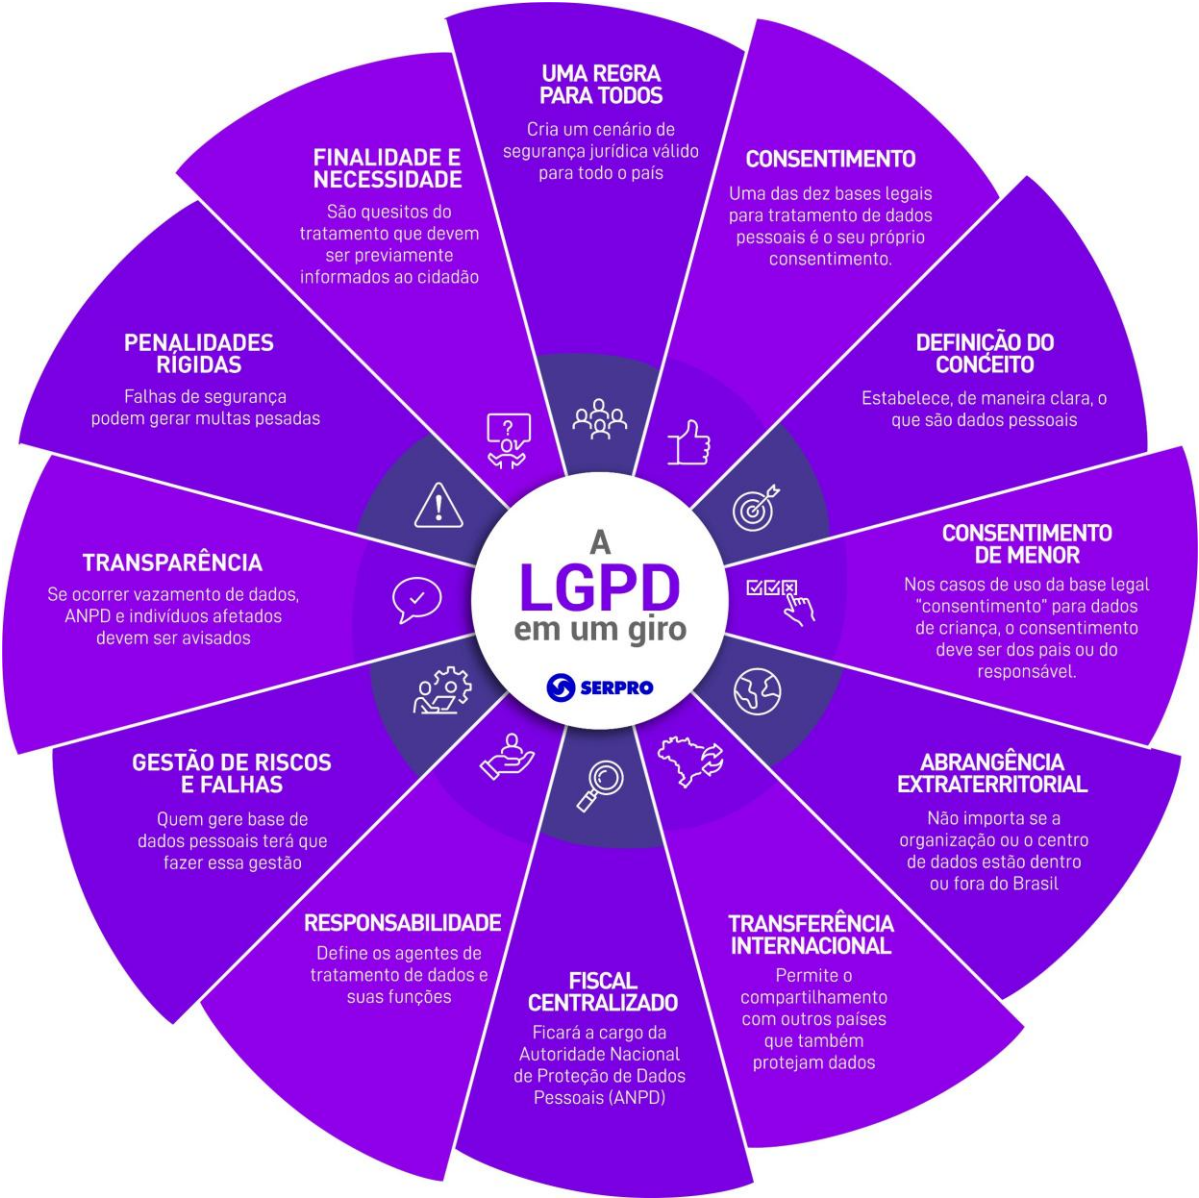 UMA REGRA
PARA TODOS
Cria um cenário de
segurança jurídica válido
para todo o país
CONSENTIMENTO
Uma das dez bases legais
para tratamento de dados
pessoais é o seu próprio
consentimento.
DEFINIÇÃO DO
CONCEITO
Estabelece, de maneira clara, o
que são dados pessoais
CONSENTIMENTO
DE MENOR
Nos casos de uso da base legal
"consentimento" para dados
de criança, o consentimento
deve ser dos pais ou do
responsável.
ABRANGÊNCIA
EXTRATERRITORIAL
Não importa se a
organização ou o centro
de dados estão dentro
ou fora do Brasil
TRANSFERÊNCIA
INTERNACIONAL
Permite o
compartilhamento
com outros países
que também
protejam dados
FISCAL
CENTRALIZADO
Ficará a cargo da
Autoridade Nacional
de Proteção de Dados
Pessoais (ANPD)
RESPONSABILIDADE
Define os agentes de
tratamento de dados e
suas funções
GESTÃO DE RISCOS
E FALHAS
Quem gere base de
dados pessoais terá que
fazer essa gestão
TRANSPARÊNCIA
Se ocorrer vazamento de dados,
ANPD e indivíduos afetados
devem ser avisados
PENALIDADES
RÍGIDAS
Falhas de segurança
podem gerar multas pesadas
FINALIDADE E
NECESSIDADE
São quesitos do
tratamento que devem
ser previamente
informados ao cidadão
?
!
A
LGPD
em um giro
SERPRO